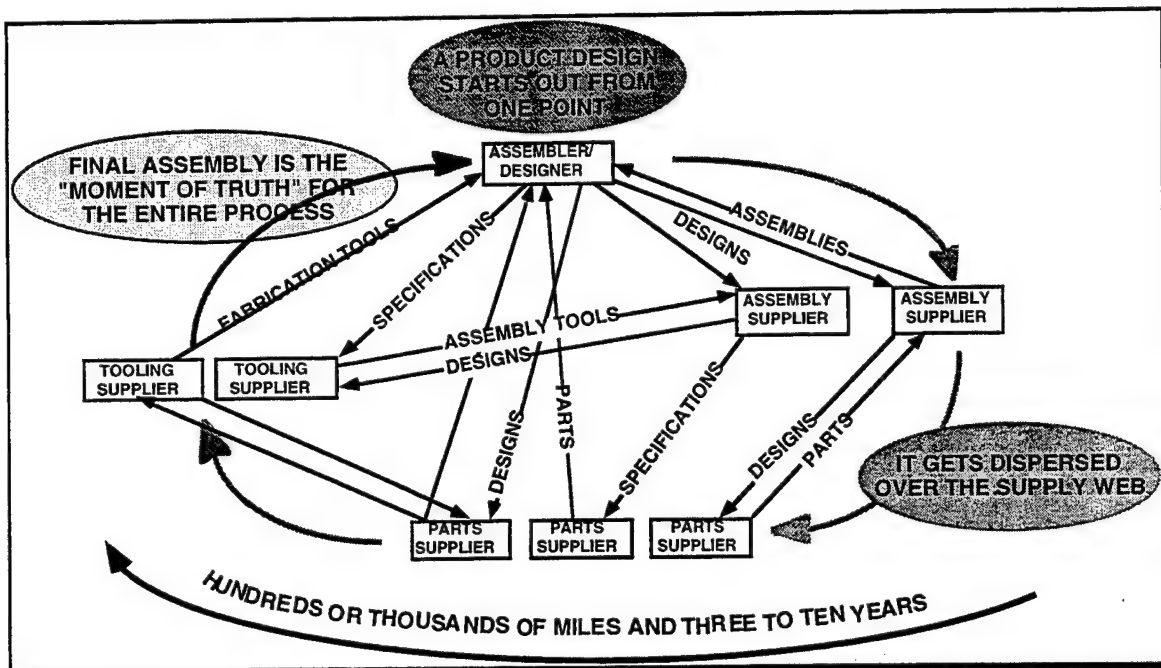 A PRODUCT DESIGN
STARTS OUT FROM
ONE POINT
FINAL ASSEMBLY IS THE
"MOMENT OF TRUTH" FOR
THE ENTIRE PROCESS
ASSEMBLER/
DESIGNER
FABRICATION TOOLS
SPECIFICATIONS
DESIGNS
ASSEMBLIES
ASSEMBLY TOOLS
DESIGNS
ASSEMBLY
SUPPLIER
ASSEMBLY
SUPPLIER
TOOLING
SUPPLIER
TOOLING
SUPPLIER
DESIGNS
PARTS
SPECIFICATIONS
DESIGNS
PARTS
IT GETS DISPERSED
OVER THE SUPPLY WEB
PARTS
SUPPLIER
PARTS
SUPPLIER
PARTS
SUPPLIER
HUNDREDS OR THOUSANDS OF MILES AND THREE TO TEN YEARS